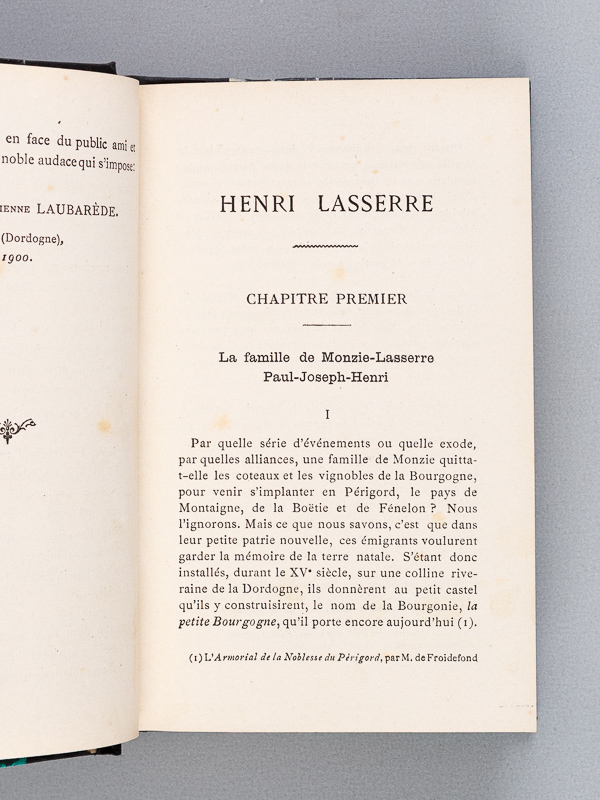 en face du public ami et
noble audace qui s'impose:
IENNE LAUBARÈDE.
(Dordogne),
1900.
HENRI LASSERRE
CHAPITRE PREMIER
La famille de Monzie-Lasserre
Paul-Joseph-Henri
I
Par quelle série d'événements ou quelle exode,
par quelles alliances, une famille de Monzie quitta-
t-elle les coteaux et les vignobles de la Bourgogne,
pour venir s'implanter en Périgord, le pays de
Montaigne, de la Boëtie et de Fénelon ? Nous
l'ignorons. Mais ce que nous savons, c'est que dans
leur petite patrie nouvelle, ces émigrants voulurent
garder la mémoire de la terre natale. S'étant donc
installés, durant le XVe siècle, sur une colline rive-
raine de la Dordogne, ils donnèrent au petit castel
qu'ils y construisirent, le nom de la Bourgonie, la
petite Bourgogne, qu'il porte encore aujourd'hui (1).
(1) L'Armorial de la Noblesse du Périgord, par M. de Froidefond